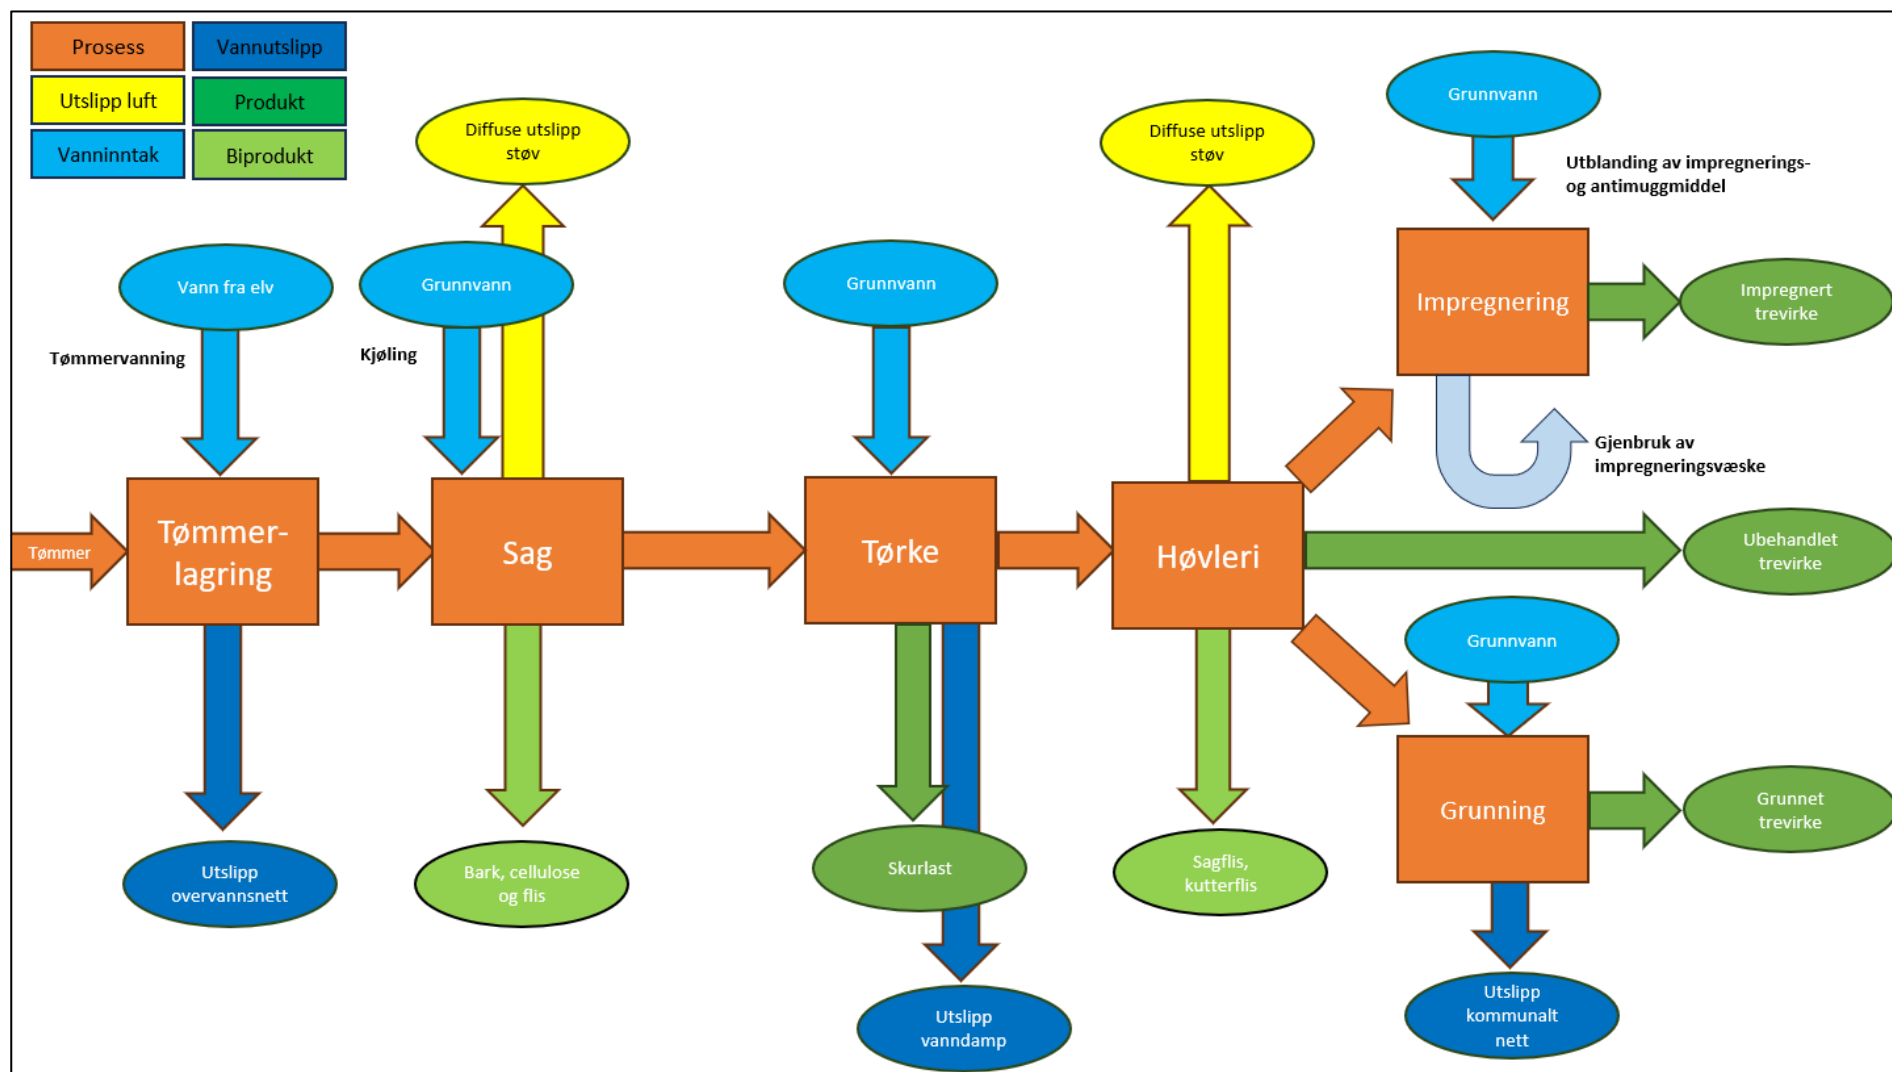 Prosess
Vannutslipp
Utslipp luft
Produkt
Vanninntak
Biprodukt
Diffuse utslipp
støv
Diffuse utslipp
støv
Grunnvann
Utblanding av impregnerings-
og antimuggmiddel
Vann fra elv
Grunnvann
Grunnvann
Impregnering
Impregnert
trevirke
Tømmervanning
Kjøling
Gjenbruk av
impregneringsvæske
Tømmer
Tømmer-
lagring
Sag
Tørke
Høvleri
Ubehandlet
trevirke
Grunnvann
Grunning
Grunnet
trevirke
Utslipp
overvannsnett
Bark, cellulose
og flis
Skurlast
Sagflis,
kutterflis
Utslipp
vanndamp
Utslipp
kommunalt
nett